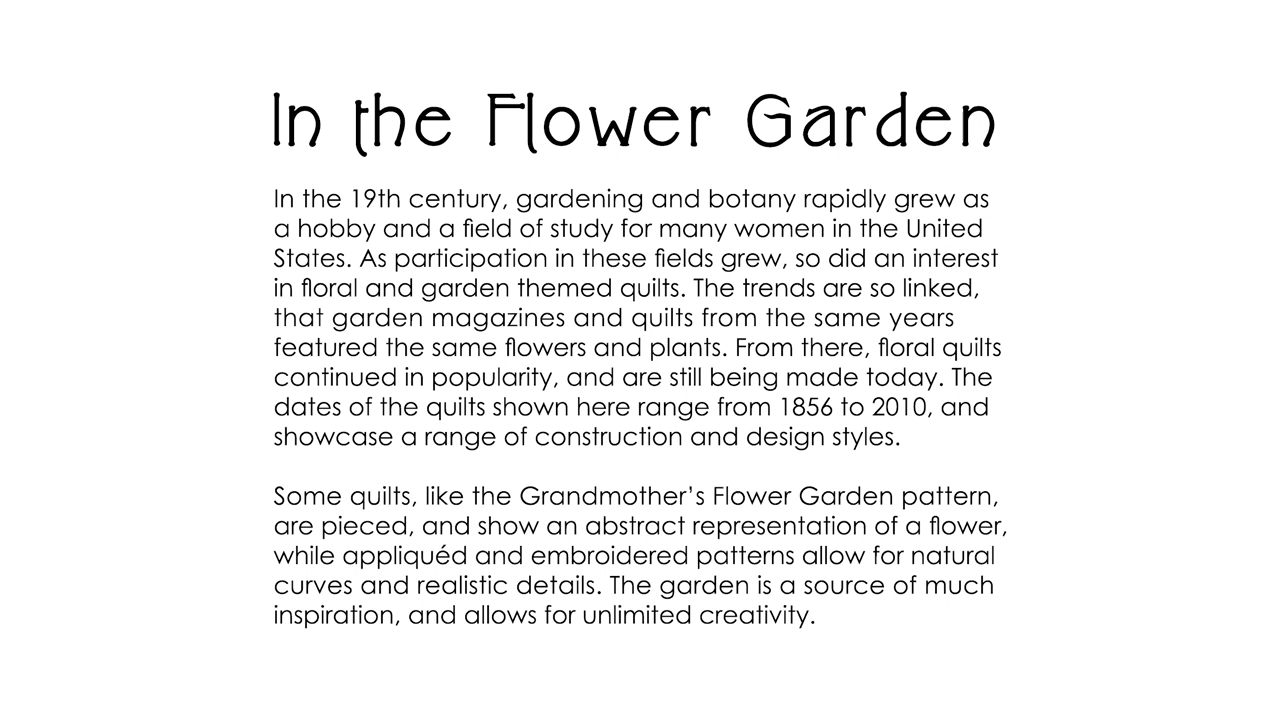 In the Flower Garden
In the 19th century, gardening and botany rapidly grew as
a hobby and a field of study for many women in the United
States. As participation in these fields grew, so did an interest
in floral and garden themed quilts. The trends are so linked,
that garden magazines and quilts from the same years
featured the same flowers and plants. From there, floral quilts
continued in popularity, and are still being made today. The
dates of the quilts shown here range from 1856 to 2010, and
showcase a range of construction and design styles.
Some quilts, like the Grandmother’s Flower Garden pattern,
are pieced, and show an abstract representation of a flower,
while appliquéd and embroidered patterns allow for natural
curves and realistic details. The garden is a source of much
inspiration, and allows for unlimited creativity.